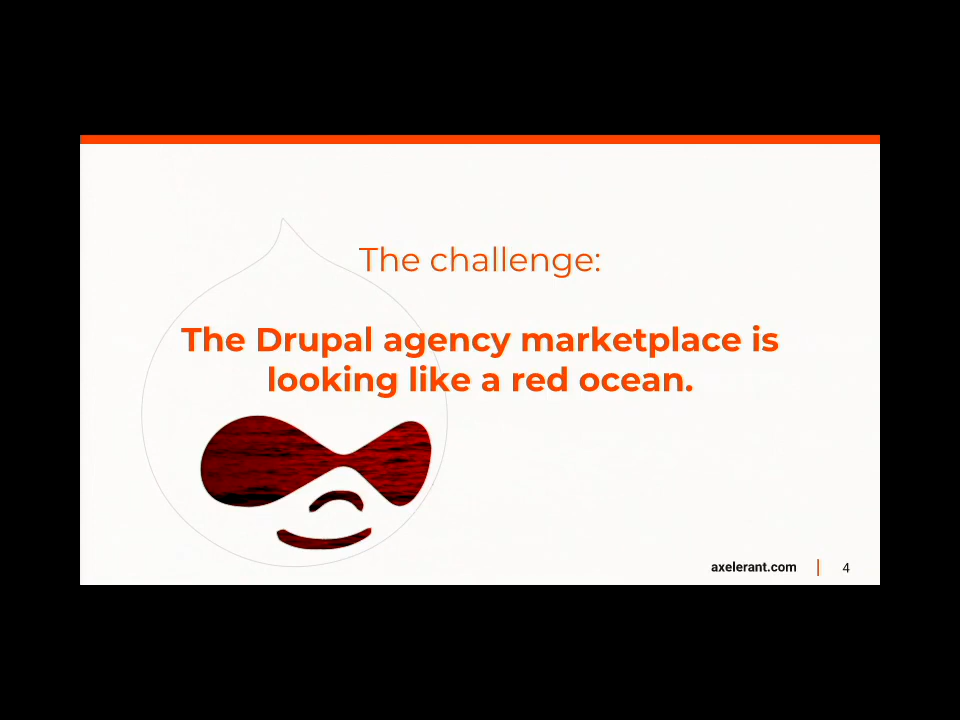 The challenge:
The Drupal agency marketplace is
looking like a red ocean.
axelerant.com | 4